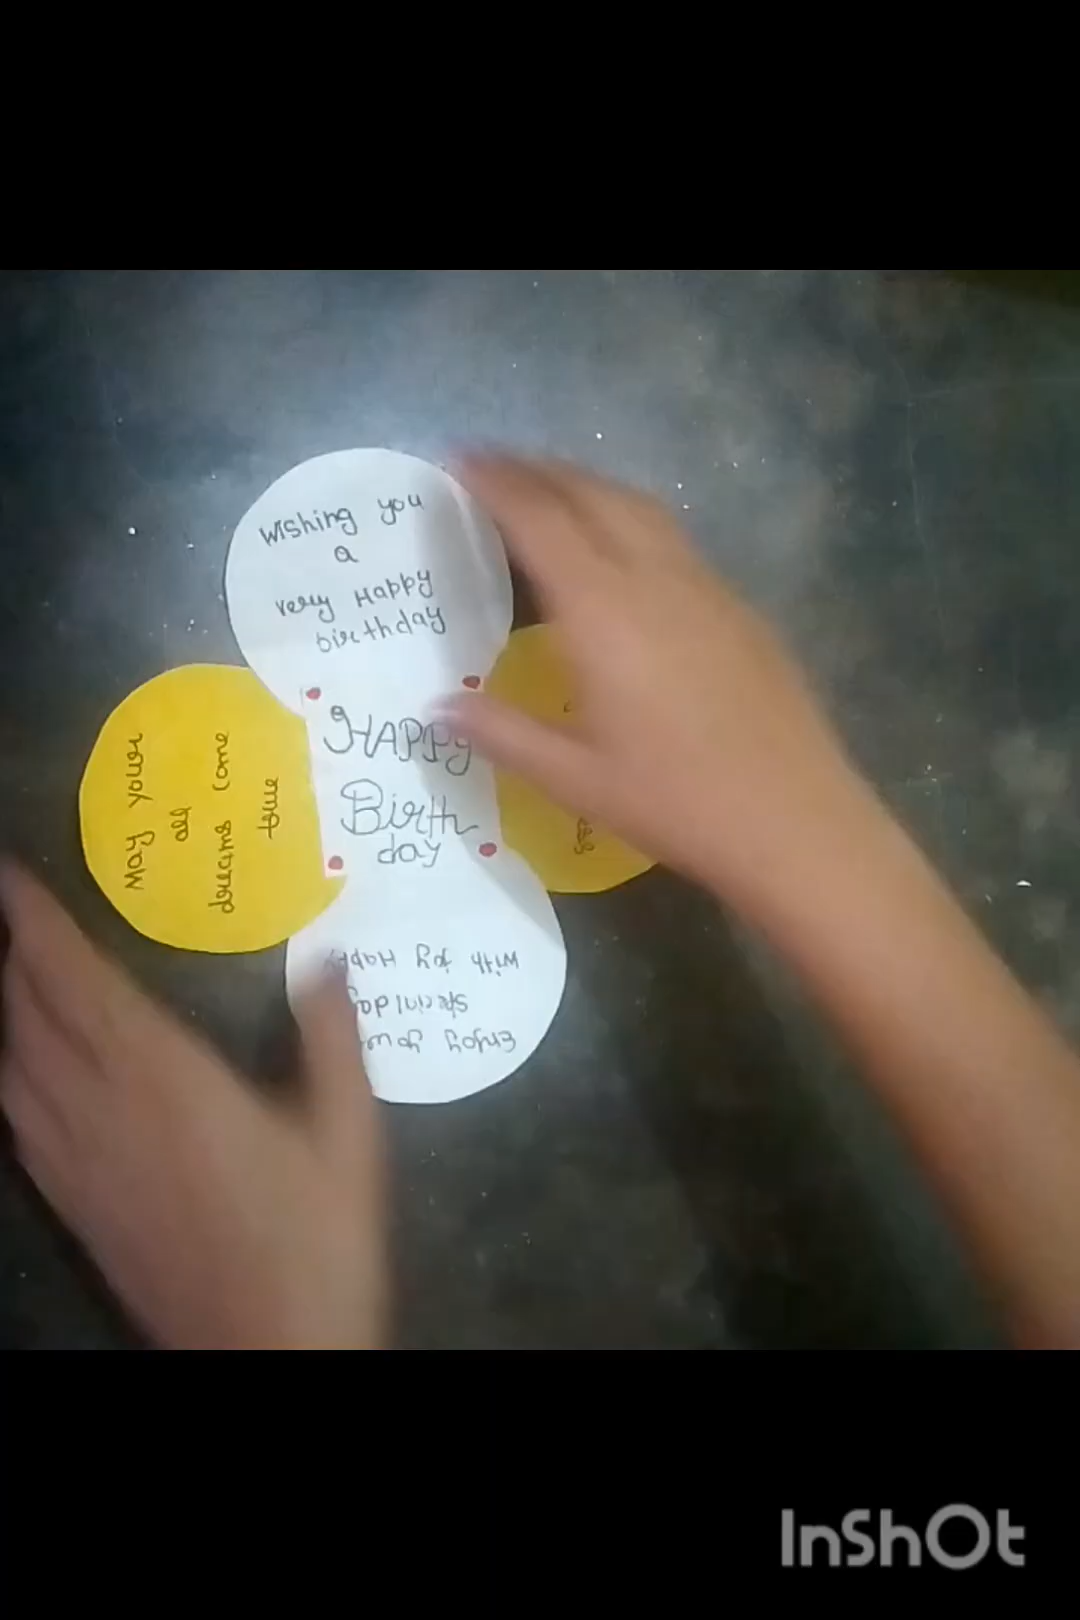 Wishing you
a
very Happy
birthday
HAPPY
Birth
day
May your
all
dreams come
true
Enjoy your
special day
with joy
InShOt